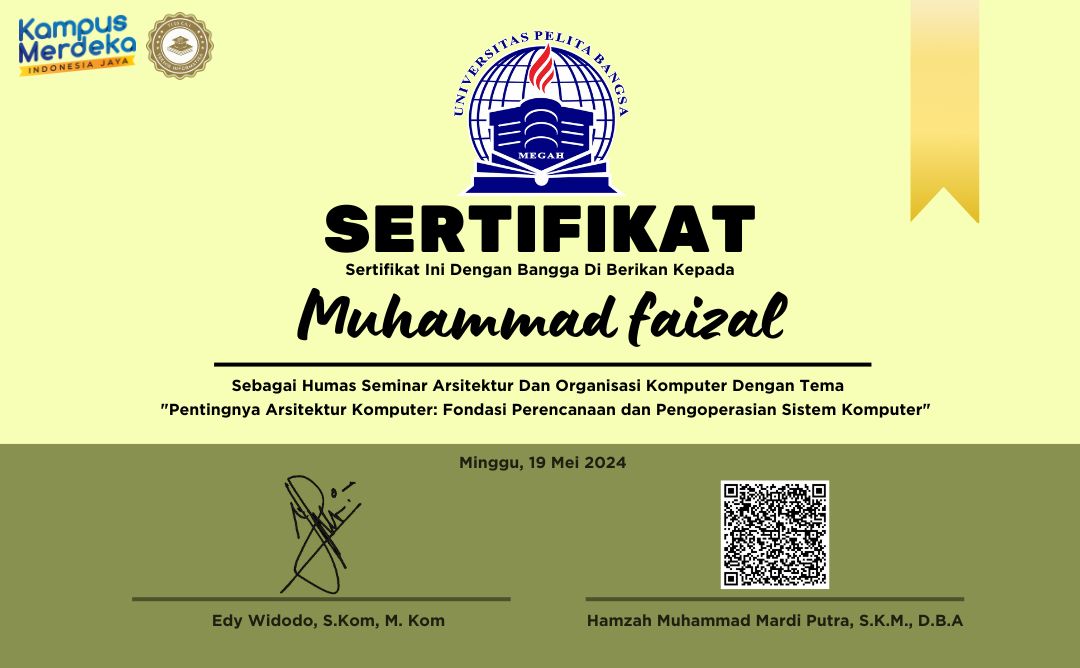 Kampus
Merdeka
INDONESIA JAYA
UNIVERSITAS PELITA BANGSA
MEGAH
SERTIFIKAT
Sertifikat Ini Dengan Bangga Di Berikan Kepada
Muhammad faizal
Sebagai Humas Seminar Arsitektur Dan Organisasi Komputer Dengan Tema
"Pentingnya Arsitektur Komputer: Fondasi Perencanaan dan Pengoperasian Sistem Komputer"
Minggu, 19 Mei 2024
Edy Widodo, S.Kom, M. Kom
Hamzah Muhammad Mardi Putra, S.K.M., D.B.A